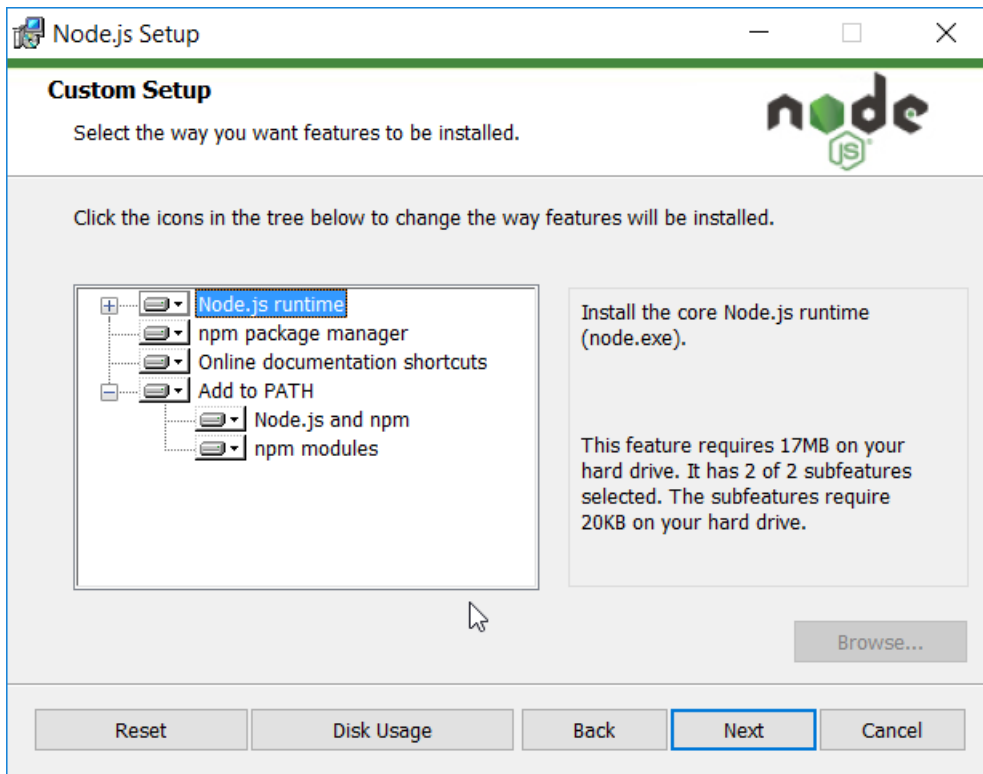 Node.js Setup
Custom Setup
Select the way you want features to be installed.
node
JS
Click the icons in the tree below to change the way features will be installed.
Node.js runtime
npm package manager
Online documentation shortcuts
Add to PATH
Node.js and npm
npm modules
Install the core Node.js runtime
(node.exe).
This feature requires 17MB on your
hard drive. It has 2 of 2 subfeatures
selected. The subfeatures require
20KB on your hard drive.
Browse...
Reset
Disk Usage
Back
Next
Cancel